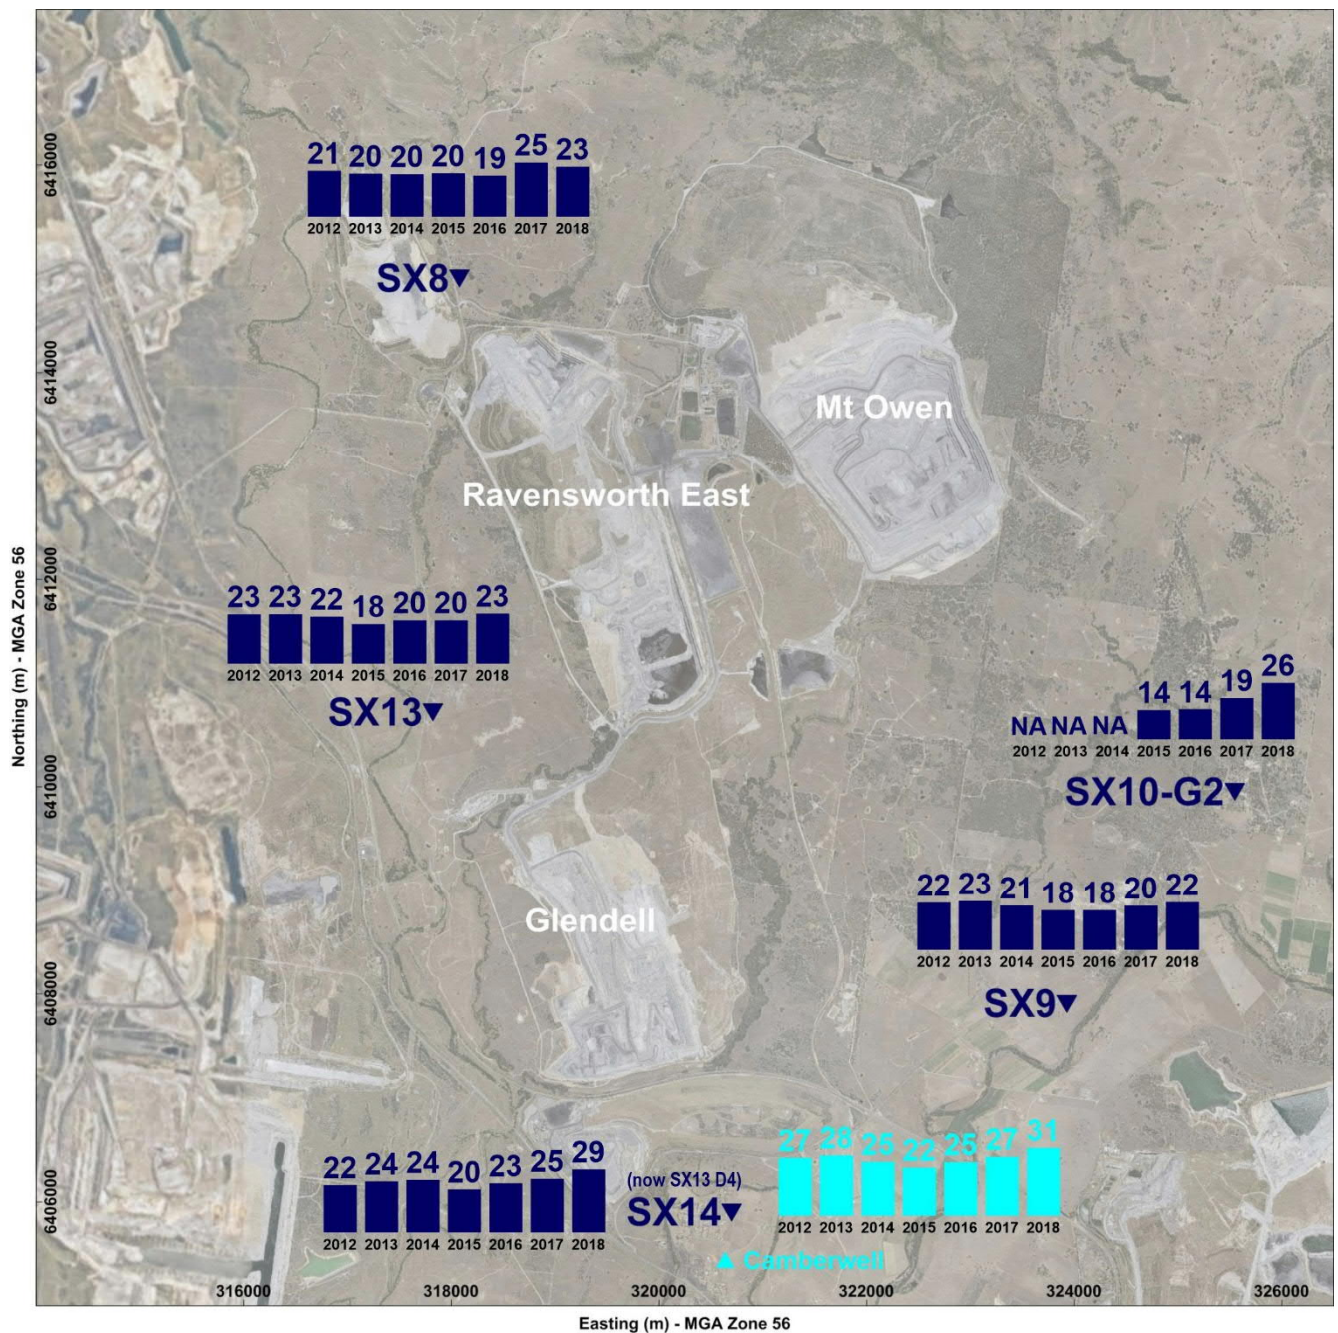 21 20 20 20 19 25 23
2012 2013 2014 2015 2016 2017 2018
SX8▼
Mt Owen
Ravensworth East
23 23 22 18 20 20 23
2012 2013 2014 2015 2016 2017 2018
SX13▼
NA NA NA 14 14 19 26
2012 2013 2014 2015 2016 2017 2018
SX10-G2▼
22 23 21 18 18 20 22
2012 2013 2014 2015 2016 2017 2018
SX9▼
Glendell
22 24 24 20 23 25 29
2012 2013 2014 2015 2016 2017 2018
(now SX13 D4)
SX14▼
27 28 25 22 25 27 31
2012 2013 2014 2015 2016 2017 2018
▲ Camberwell
6416000
6414000
6412000
6410000
6408000
6406000
Northing (m) - MGA Zone 56
316000 318000 320000 322000 324000 326000
Easting (m) - MGA Zone 56